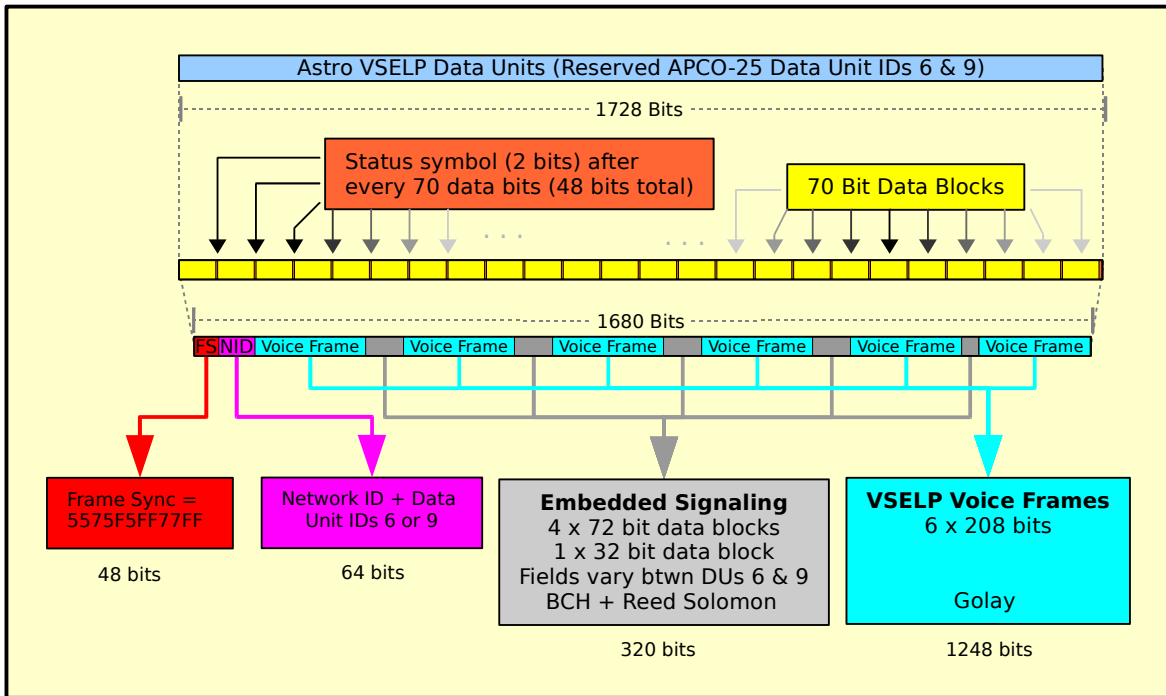 Astro VSELP Data Units (Reserved APCO-25 Data Unit IDs 6 & 9)
1728 Bits
Status symbol (2 bits) after
every 70 data bits (48 bits total)
70 Bit Data Blocks
. . .
. . .
1680 Bits
FS NID Voice Frame Voice Frame Voice Frame Voice Frame Voice Frame Voice Frame
Frame Sync =
5575F5FF77FF
48 bits
Network ID + Data
Unit IDs 6 or 9
64 bits
Embedded Signaling
4 x 72 bit data blocks
1 x 32 bit data block
Fields vary btwn DUs 6 & 9
BCH + Reed Solomon
320 bits
VSELP Voice Frames
6 x 208 bits
Golay
1248 bits